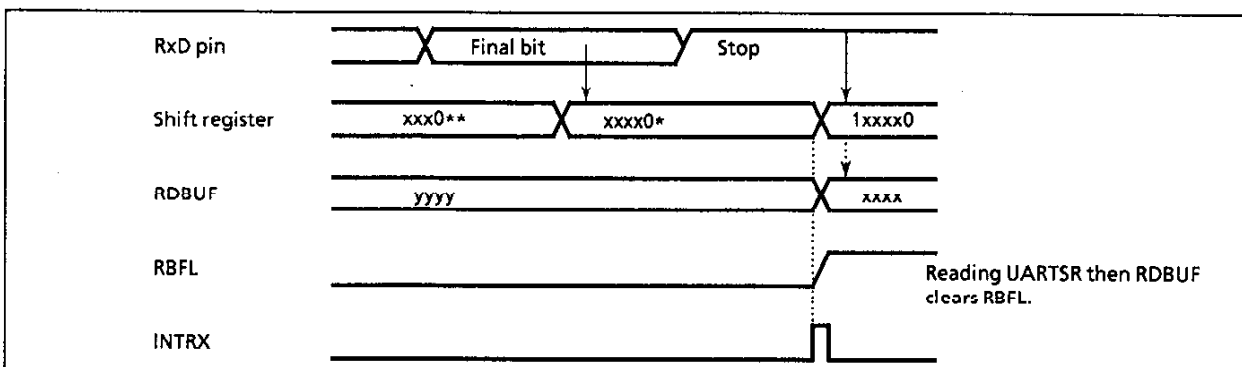 RxD pin Final bit Stop
Shift register xxx0** xxxx0* 1xxxx0
RDBUF yyyy xxxx
RBFL
Reading UARTSR then RDBUF
clears RBFL.
INTRX